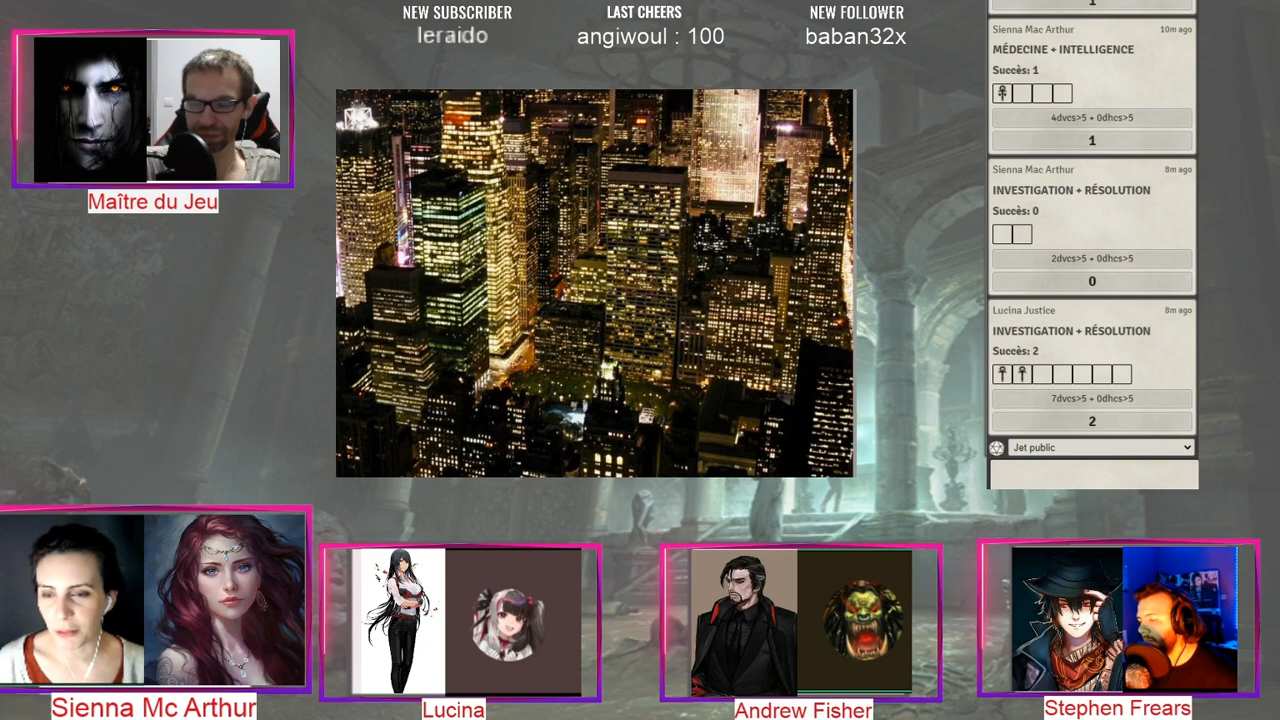 NEW SUBSCRIBER
leraido
LAST CHEERS
angiwoul : 100
NEW FOLLOWER
baban32x
Maître du Jeu
1
Sienna Mac Arthur 10m ago
MÉDECINE + INTELLIGENCE
Succès: 1
4dvcs>5 + 0dhcs>5
1
Sienna Mac Arthur 8m ago
INVESTIGATION + RÉSOLUTION
Succès: 0
2dvcs>5 + 0dhcs>5
0
Lucina Justice 8m ago
INVESTIGATION + RÉSOLUTION
Succès: 2
7dvcs>5 + 0dhcs>5
2
Jet public
Sienna Mc Arthur
Lucina
Andrew Fisher
Stephen Frears